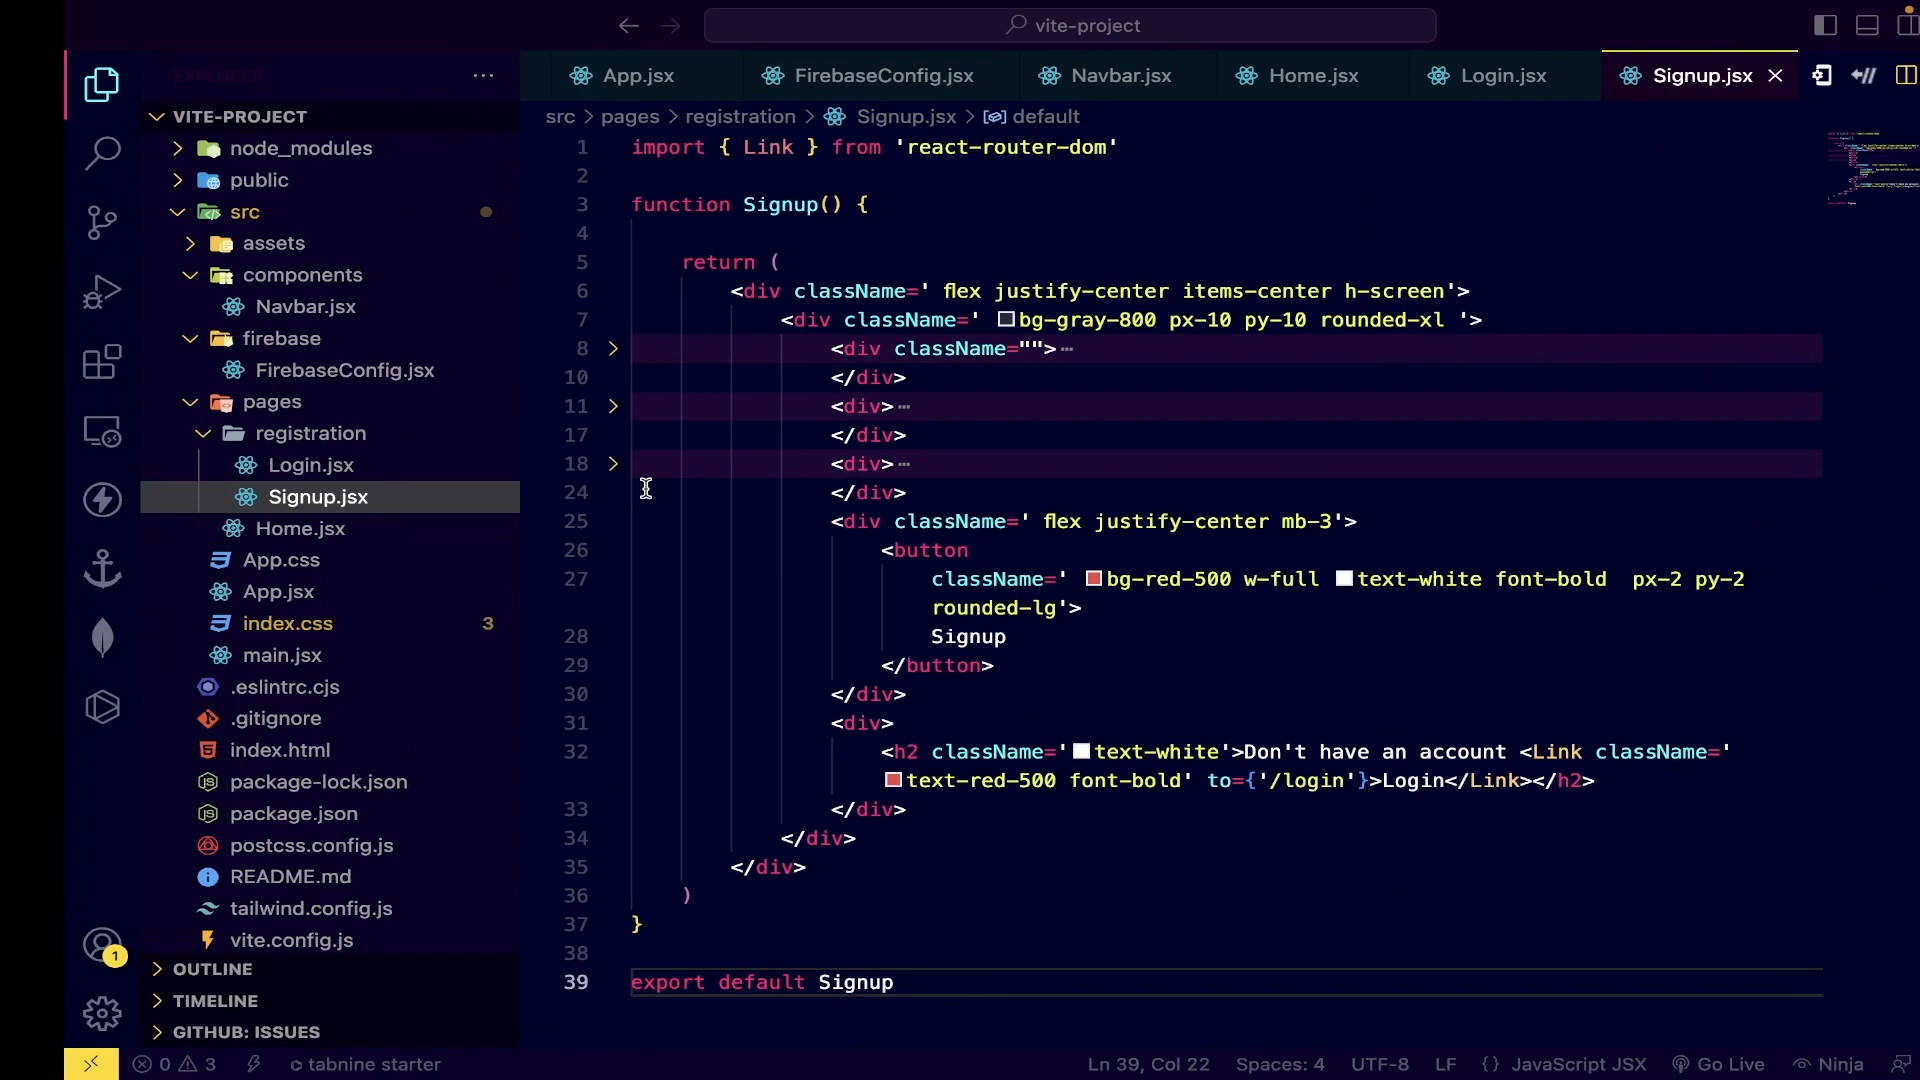 vite-project
App.jsx
FirebaseConfig.jsx
Navbar.jsx
Home.jsx
Login.jsx
Signup.jsx
VITE-PROJECT
node_modules
public
src
assets
components
Navbar.jsx
firebase
FirebaseConfig.jsx
pages
registration
Login.jsx
Signup.jsx
Home.jsx
App.css
App.jsx
index.css 3
main.jsx
.eslintrc.cjs
.gitignore
index.html
package-lock.json
package.json
postcss.config.js
README.md
tailwind.config.js
vite.config.js
OUTLINE
TIMELINE
GITHUB: ISSUES
1
src > pages > registration > Signup.jsx > default
1 import { Link } from 'react-router-dom'
2
3 function Signup() {
4
5 return (
6 <div className=' flex justify-center items-center h-screen'>
7 <div className=' bg-gray-800 px-10 py-10 rounded-xl '>
8 <div className="">…
10 </div>
11 <div>…
17 </div>
18 <div>…
24 </div>
25 <div className=' flex justify-center mb-3'>
26 <button
27 className=' bg-red-500 w-full text-white font-bold  px-2 py-2
rounded-lg'>
28 Signup
29 </button>
30 </div>
31 <div>
32 <h2 className='text-white'>Don't have an account <Link className='
text-red-500 font-bold' to={'/login'}>Login</Link></h2>
33 </div>
34 </div>
35 </div>
36 )
37 }
38
39 export default Signup
0 3 tabnine starter
Ln 39, Col 22 Spaces: 4 UTF-8 LF {} JavaScript JSX Go Live Ninja